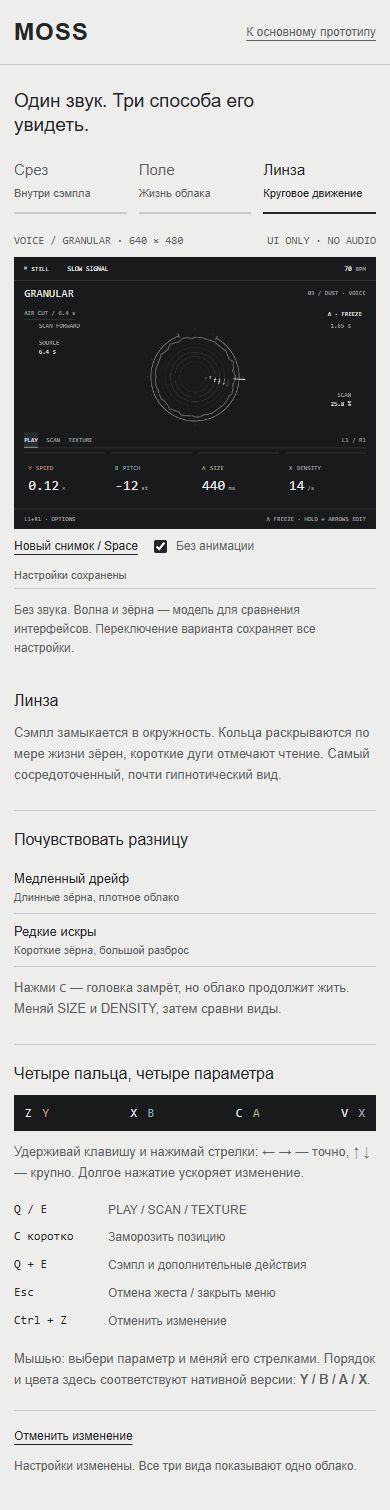 MOSS
К основному прототипу
Один звук. Три способа его
увидеть.
Срез
Поле
Линза
Внутри сэмпла
Жизнь облака
Круговое движение
VOICE / GRANULAR · 640 × 480
UI ONLY · NO AUDIO
STILL
SLOW SIGNAL
70 BPM
GRANULAR
03 / DUST · VOICE
AIR CUT / 6.4 s
A · FREEZE
SCAN FORWARD
1.65 s
SOURCE
6.4 s
SCAN
25.8 %
PLAY
SCAN
TEXTURE
L1 / R1
Y SPEED
B PITCH
A SIZE
X DENSITY
0.12 ×
-12 st
440 ms
14 /s
L1+R1 · OPTIONS
A FREEZE · HOLD + ARROWS EDIT
Новый снимок / Space
Без анимации
Настройки сохранены
Без звука. Волна и зёрна — модель для сравнения
интерфейсов. Переключение варианта сохраняет все
настройки.
Линза
Сэмпл замыкается в окружность. Кольца раскрываются по
мере жизни зёрен, короткие дуги отмечают чтение. Самый
сосредоточенный, почти гипнотический вид.
Почувствовать разницу
Медленный дрейф
Длинные зёрна, плотное облако
Редкие искры
Короткие зёрна, большой разброс
Нажми C — головка замрёт, но облако продолжит жить.
Меняй SIZE и DENSITY, затем сравни виды.
Четыре пальца, четыре параметра
Z Y
X B
C A
V X
Удерживай клавишу и нажимай стрелки: ← → — точно, ↑ ↓
— крупно. Долгое нажатие ускоряет изменение.
Q / E
PLAY / SCAN / TEXTURE
C коротко
Заморозить позицию
Q + E
Сэмпл и дополнительные действия
Esc
Отмена жеста / закрыть меню
Ctrl + Z
Отменить изменение
Мышью: выбери параметр и меняй его стрелками. Порядок
и цвета здесь соответствуют нативной версии: Y / B / A / X.
Отменить изменение
Настройки изменены. Все три вида показывают одно облако.